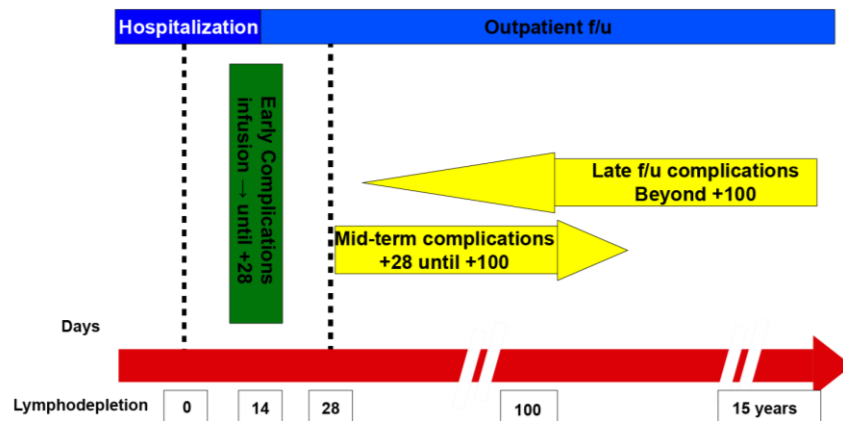 Hospitalization
Outpatient f/u
Early Complications
infusion → until +28
Late f/u complications
Beyond +100
Mid-term complications
+28 until +100
Days
Lymphodepletion
0
14
28
100
15 years